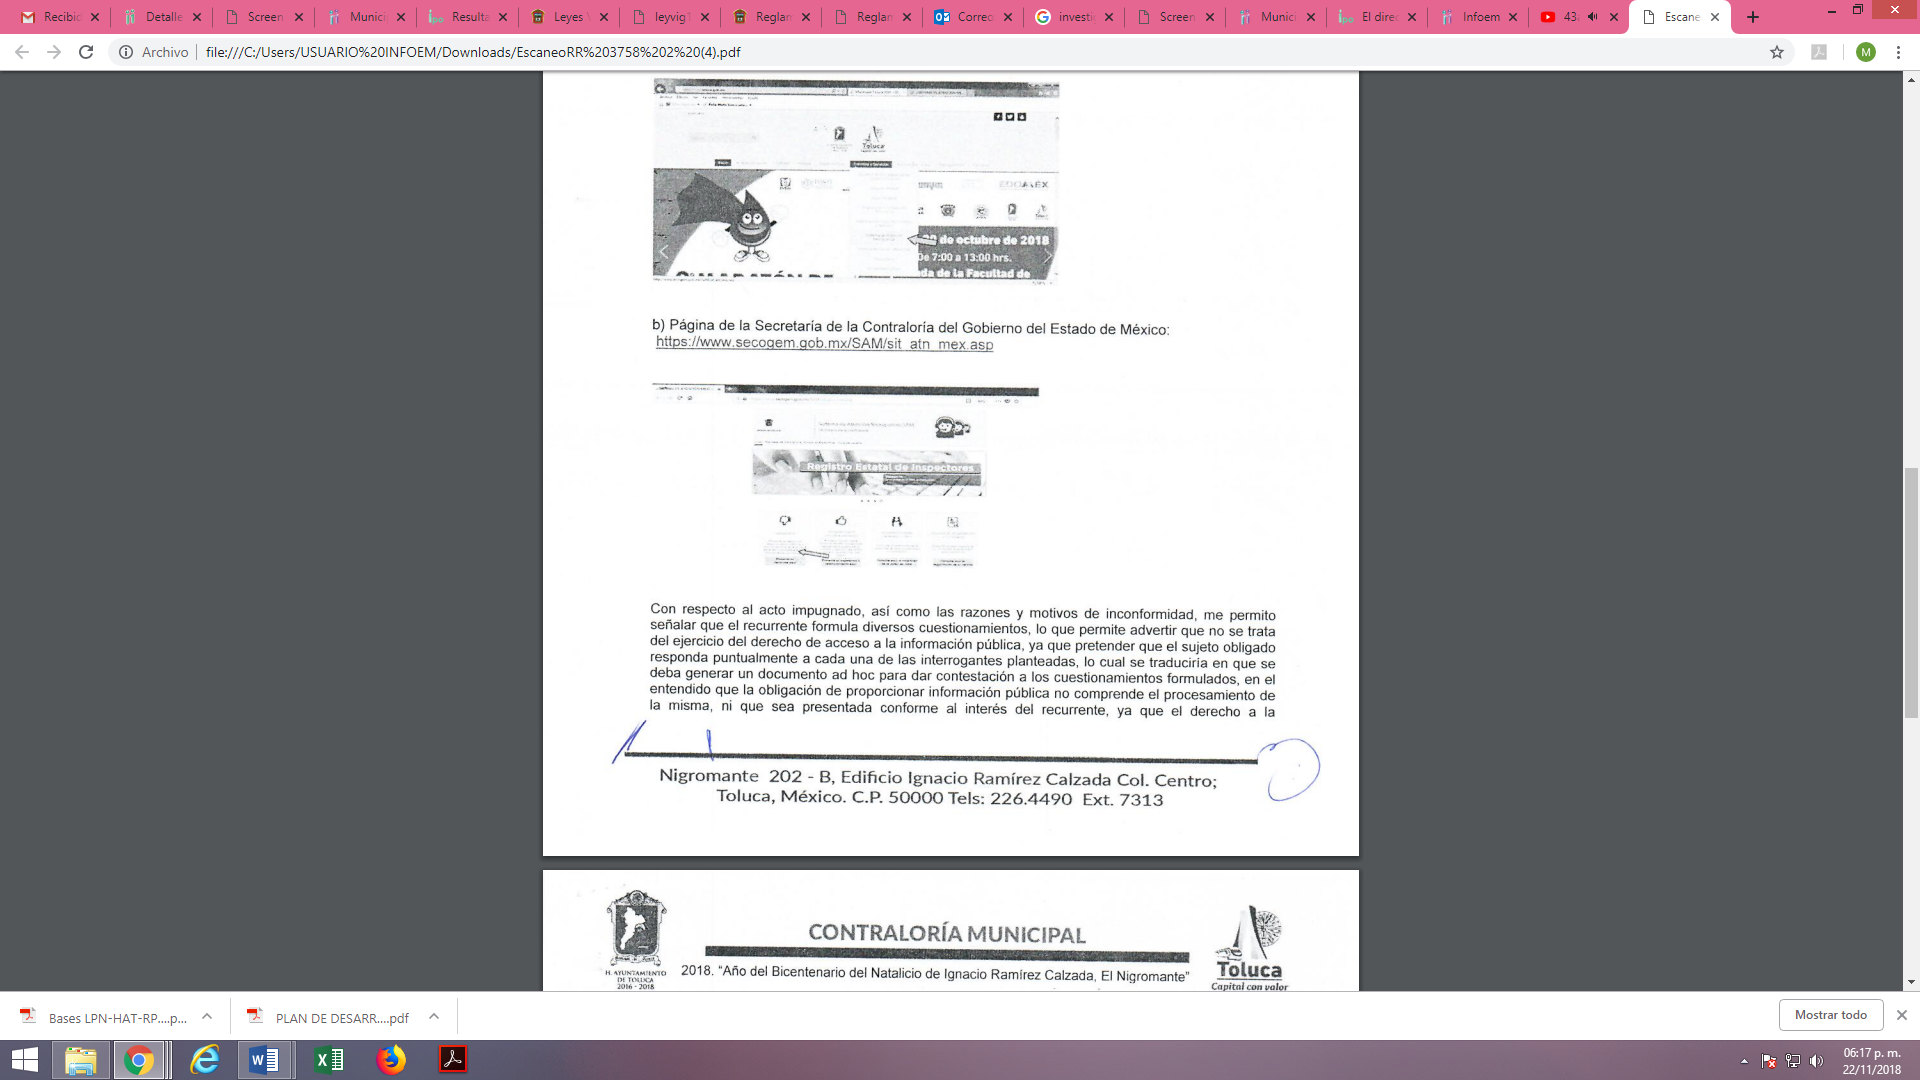 Recibic
Detalle
Screen
Municip
Resulta
Leyes V
leyvig1
Reglan
Reglan
Correo
investig
Screen
Munici
El direc
Infoem
43
Escane
Archivo
file:///C:/Users/USUARIO%20INFOEM/Downloads/EscaneoRR%203758%202%20(4).pdf
M
Toluca
EDOMEX
de octubre de 2018
De 7:00 a 13:00 hrs.
da de la Facultad de
MARATÓN DE
b) Página de la Secretaría de la Contraloría del Gobierno del Estado de México:
https://www.secogem.gob.mx/SAM/sit_atn_mex.asp
Registro Estatal de Inspectores
Con respecto al acto impugnado, así como las razones y motivos de inconformidad, me permito
señalar que el recurrente formula diversos cuestionamientos, lo que permite advertir que no se trata
del ejercicio del derecho de acceso a la información pública, ya que pretender que el sujeto obligado
responda puntualmente a cada una de las interrogantes planteadas, lo cual se traduciría en que se
deba generar un documento ad hoc para dar contestación a los cuestionamientos formulados, en el
entendido que la obligación de proporcionar información pública no comprende el procesamiento de
la misma, ni que sea presentada conforme al interés del recurrente, ya que el derecho a la
Nigromante 202 - B, Edificio Ignacio Ramírez Calzada Col. Centro;
Toluca, México. C.P. 50000 Tels: 226.4490 Ext. 7313
H. AYUNTAMIENTO
DE TOLUCA
2016 - 2018
CONTRALORÍA MUNICIPAL
2018. "Año del Bicentenario del Natalicio de Ignacio Ramírez Calzada, El Nigromante"
Toluca
Capital con valor
Bases LPN-HAT-RP....p...
PLAN DE DESARR....pdf
Mostrar todo
06:17 p. m.
22/11/2018